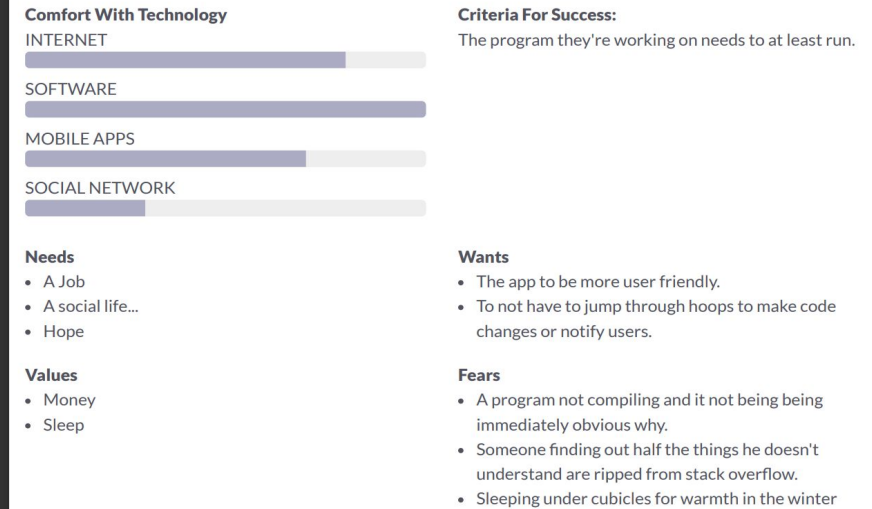 Comfort With Technology
INTERNET
SOFTWARE
MOBILE APPS
SOCIAL NETWORK
Criteria For Success:
The program they're working on needs to at least run.
Needs
• A Job
• A social life...
• Hope
Wants
• The app to be more user friendly.
• To not have to jump through hoops to make code
changes or notify users.
Values
• Money
• Sleep
Fears
• A program not compiling and it not being being
immediately obvious why.
• Someone finding out half the things he doesn't
understand are ripped from stack overflow.
• Sleeping under cubicles for warmth in the winter